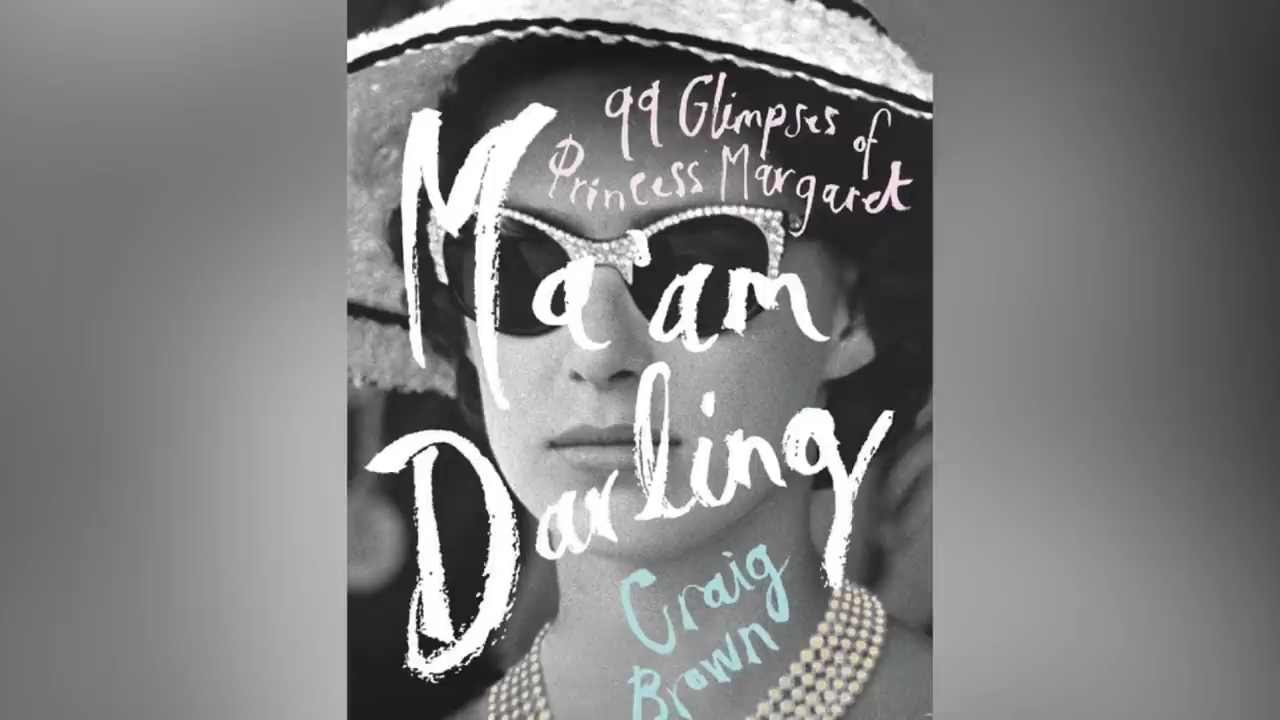 99 Glimpses of
Princess Margaret
Ma'am
Darling
Craig
Brown